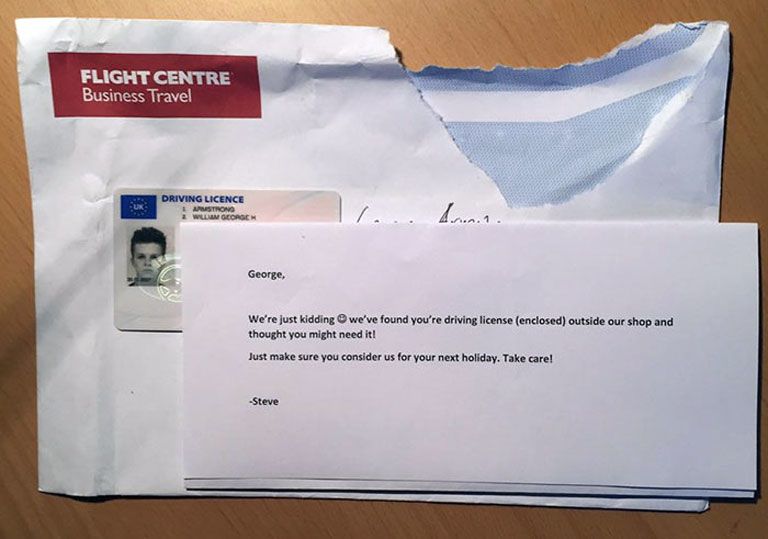 FLIGHT CENTRE
Business Travel
UK
DRIVING LICENCE
1. ARMSTRONG
2. WILLIAM GEORGE H
George,
We're just kidding ☺ we've found you're driving license (enclosed) outside our shop and
thought you might need it!
Just make sure you consider us for your next holiday. Take care!
-Steve